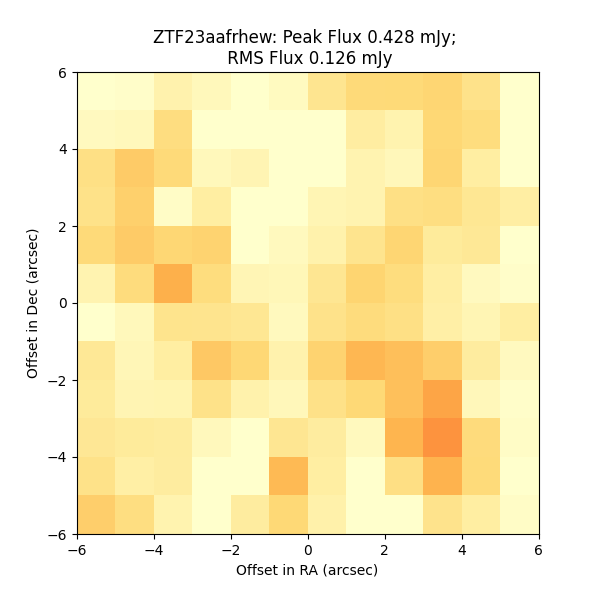 ZTF23aafrhew: Peak Flux 0.428 mJy;
RMS Flux 0.126 mJy
6
4
2
0
−2
−4
−6
Offset in Dec (arcsec)
−6 −4 −2 0 2 4 6
Offset in RA (arcsec)